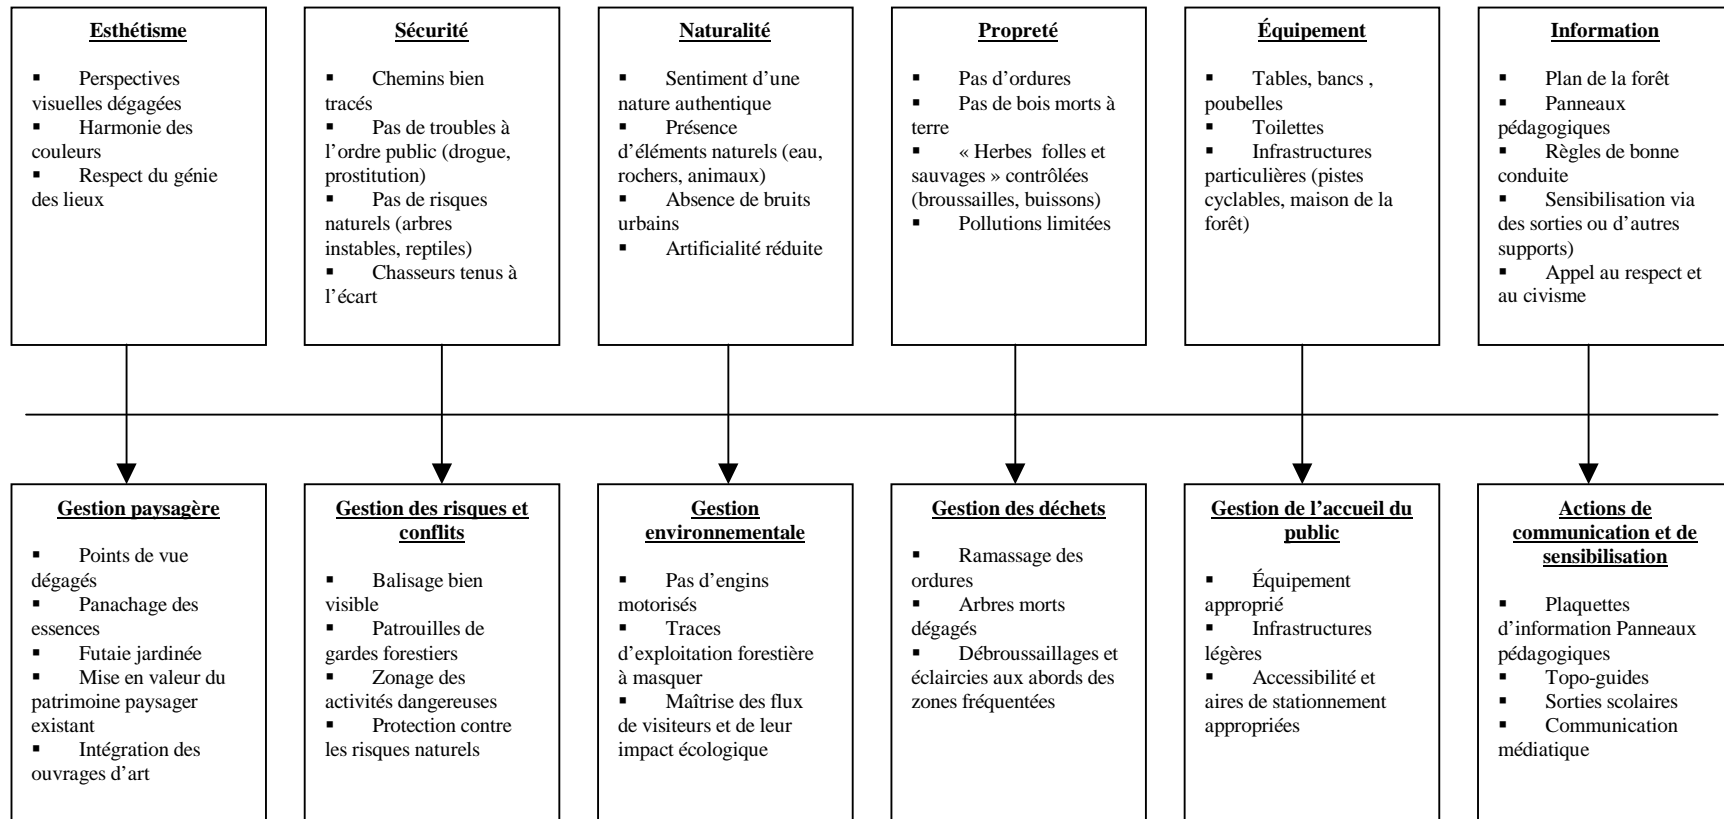 Esthétisme
▪ Perspectives
visuelles dégagées
▪ Harmonie des
couleurs
▪ Respect du génie
des lieux
Sécurité
▪ Chemins bien
tracés
▪ Pas de troubles à
l’ordre public (drogue,
prostitution)
▪ Pas de risques
naturels (arbres
instables, reptiles)
▪ Chasseurs tenus à
l’écart
Naturalité
▪ Sentiment d’une
nature authentique
▪ Présence
d’éléments naturels (eau,
rochers, animaux)
▪ Absence de bruits
urbains
▪ Artificialité réduite
Propreté
▪ Pas d’ordures
▪ Pas de bois morts à
terre
▪ « Herbes folles et
sauvages » contrôlées
(broussailles, buissons)
▪ Pollutions limitées
Équipement
▪ Tables, bancs ,
poubelles
▪ Toilettes
▪ Infrastructures
particulières (pistes
cyclables, maison de la
forêt)
Information
▪ Plan de la forêt
▪ Panneaux
pédagogiques
▪ Règles de bonne
conduite
▪ Sensibilisation via
des sorties ou d’autres
supports)
▪ Appel au respect et
au civisme
Gestion paysagère
▪ Points de vue
dégagés
▪ Panachage des
essences
▪ Futaie jardinée
▪ Mise en valeur du
patrimoine paysager
existant
▪ Intégration des
ouvrages d’art
Gestion des risques et
conflits
▪ Balisage bien
visible
▪ Patrouilles de
gardes forestiers
▪ Zonage des
activités dangereuses
▪ Protection contre
les risques naturels
Gestion
environnementale
▪ Pas d’engins
motorisés
▪ Traces
d’exploitation forestière
à masquer
▪ Maîtrise des flux
de visiteurs et de leur
impact écologique
Gestion des déchets
▪ Ramassage des
ordures
▪ Arbres morts
dégagés
▪ Débroussaillages et
éclaircies aux abords des
zones fréquentées
Gestion de l’accueil du
public
▪ Équipement
approprié
▪ Infrastructures
légères
▪ Accessibilité et
aires de stationnement
appropriées
Actions de
communication et de
sensibilisation
▪ Plaquettes
d’information Panneaux
pédagogiques
▪ Topo-guides
▪ Sorties scolaires
▪ Communication
médiatique